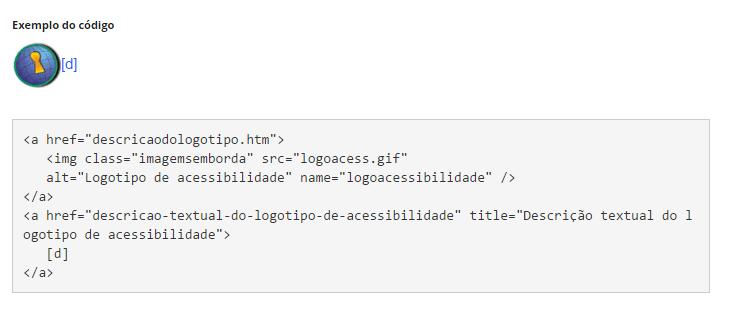 Exemplo do código
[d]
<a href="descricaodologotipo.htm">
<img class="imagemsemborda" src="logoacess.gif"
alt="Logotipo de acessibilidade" name="logoacessibilidade" />
</a>
<a href="descricao-textual-do-logotipo-de-acessibilidade" title="Descrição textual do l
ogotipo de acessibilidade">
[d]
</a>